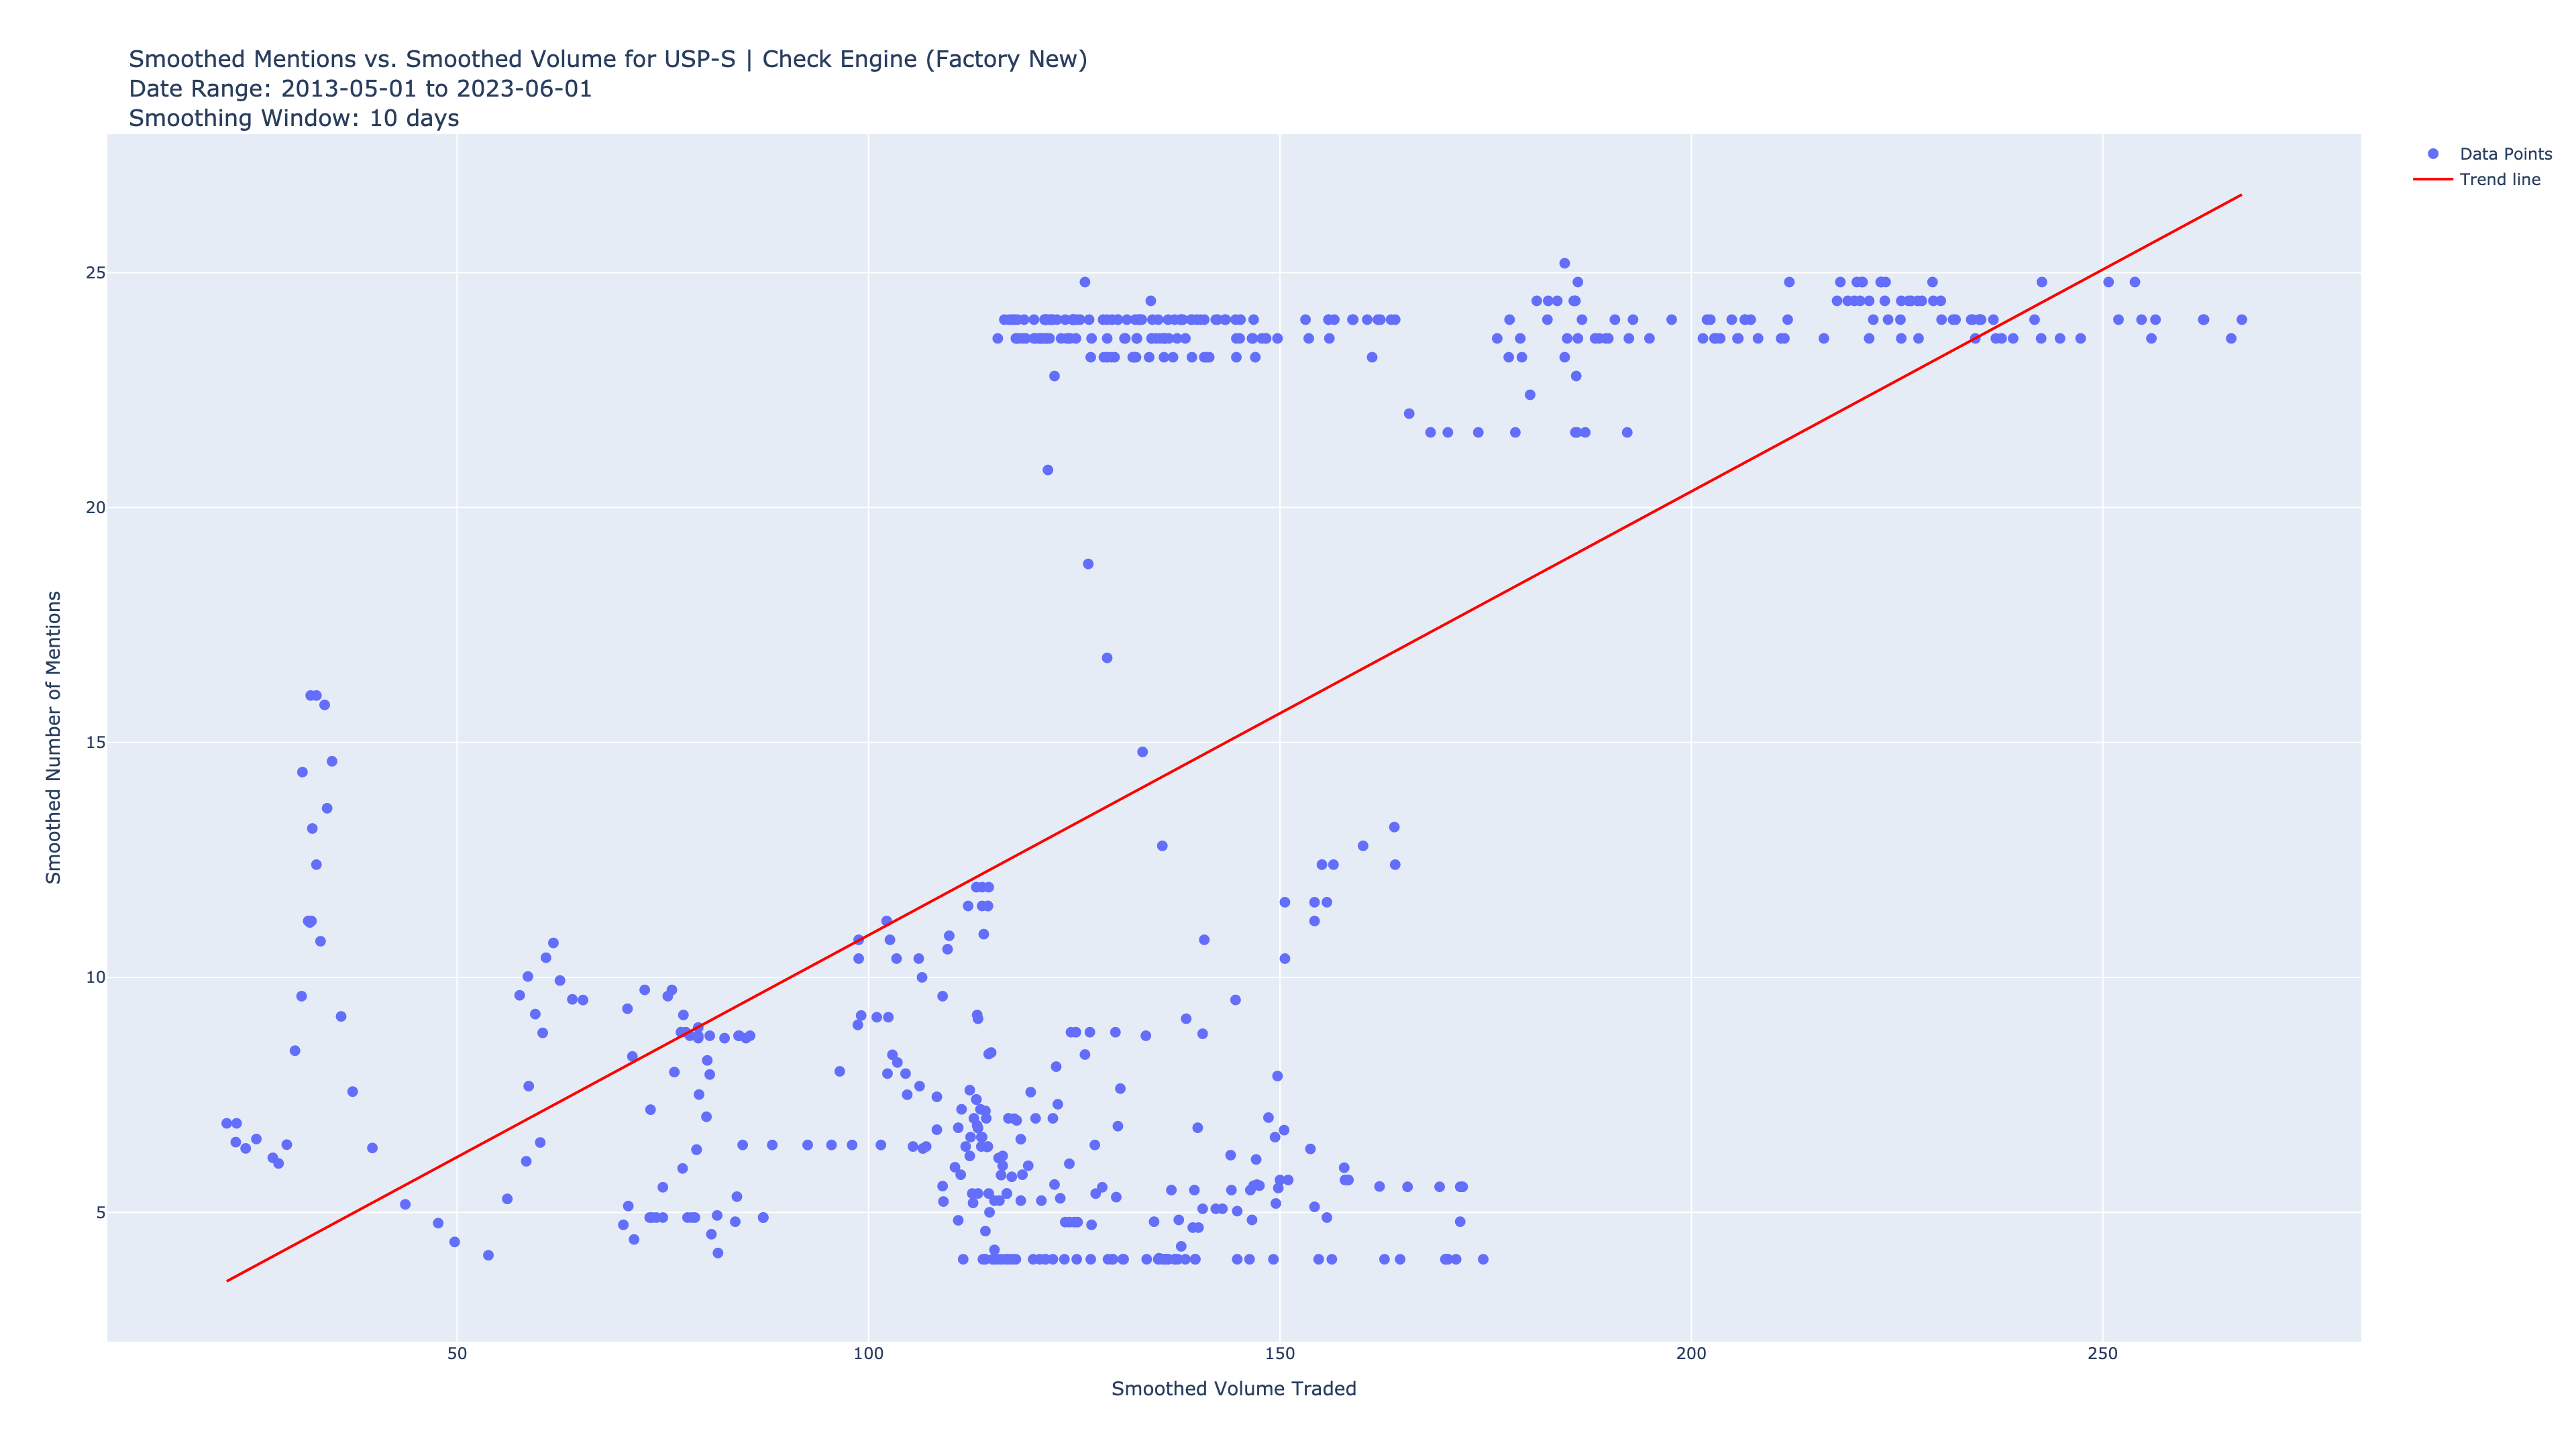 Smoothed Mentions vs. Smoothed Volume for USP-S | Check Engine (Factory New)
Date Range: 2013-05-01 to 2023-06-01
Smoothing Window: 10 days
Data Points
Trend line
25
20
15
10
5
Smoothed Number of Mentions
50
100
150
200
250
Smoothed Volume Traded